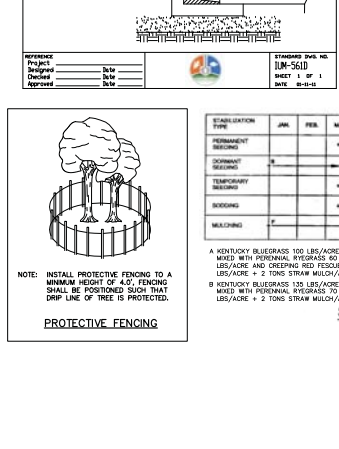 REFERENCE
Project
Designed Date
Checked Date
Approved Date
STANDARD DWG. NO.
IUM-561D
SHEET 1 OF 1
DATE 01-11-11
NOTE: INSTALL PROTECTIVE FENCING TO A
MINIMUM HEIGHT OF 4.0', FENCING
SHALL BE POSITIONED SUCH THAT
DRIP LINE OF TREE IS PROTECTED.
PROTECTIVE FENCING
STABILIZATION
TYPE
JAN. FEB.
PERMANENT
SEEDING
DORMANT
SEEDING
B
TEMPORARY
SEEDING
SODDING
MULCHING
F
A KENTUCKY BLUEGRASS 100 LBS/ACRE
MIXED WITH PERENNIAL RYEGRASS 60
LBS/ACRE AND CREEPING RED FESCUE
LBS/ACRE + 2 TONS STRAW MULCH/
B KENTUCKY BLUEGRASS 135 LBS/ACRE
MIXED WITH PERENNIAL RYEGRASS 70
LBS/ACRE + 2 TONS STRAW MULCH/